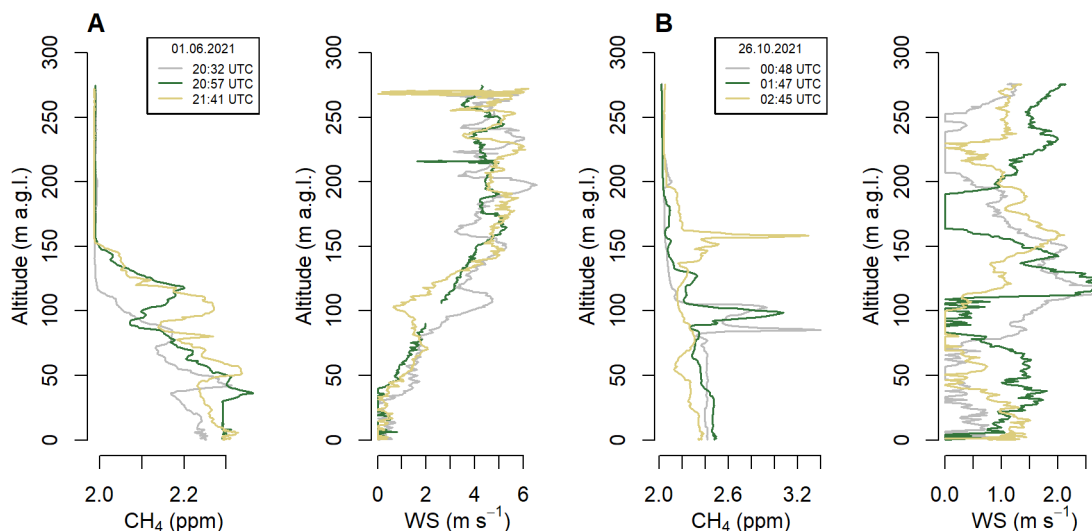 A
01.06.2021
20:32 UTC
20:57 UTC
21:41 UTC
Altitude (m a.g.l.)
0 50 100 150 200 250 300
2.0 2.2
CH₄ (ppm)
Altitude (m a.g.l.)
0 50 100 150 200 250 300
0 2 4 6
WS (m s⁻¹)
B
26.10.2021
00:48 UTC
01:47 UTC
02:45 UTC
Altitude (m a.g.l.)
0 50 100 150 200 250 300
2.0 2.6 3.2
CH₄ (ppm)
Altitude (m a.g.l.)
0 50 100 150 200 250 300
0.0 1.0 2.0
WS (m s⁻¹)